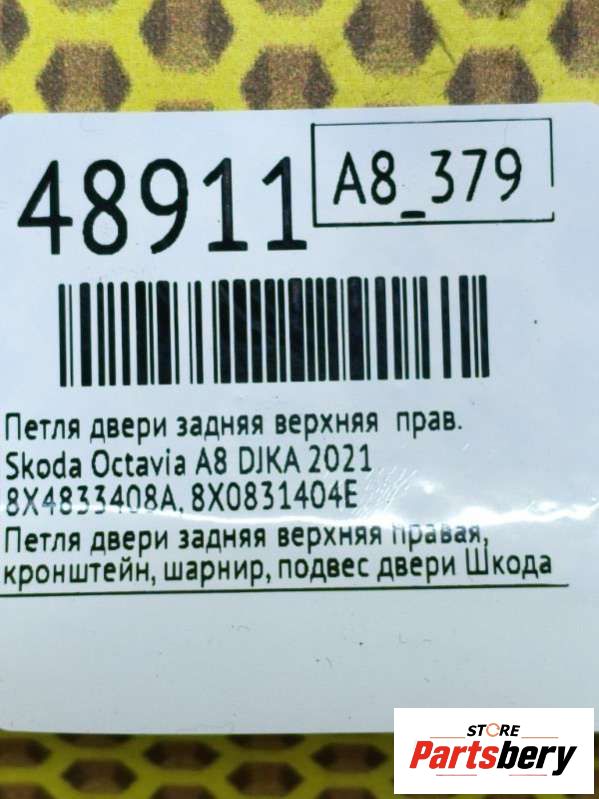 48911
A8_379
Петля двери задняя верхняя прав.
Skoda Octavia A8 DJKA 2021
8X4833408A, 8X0831404E
Петля двери задняя верхняя правая,
кронштейн, шарнир, подвес двери Шкода
STORE
Partsbery